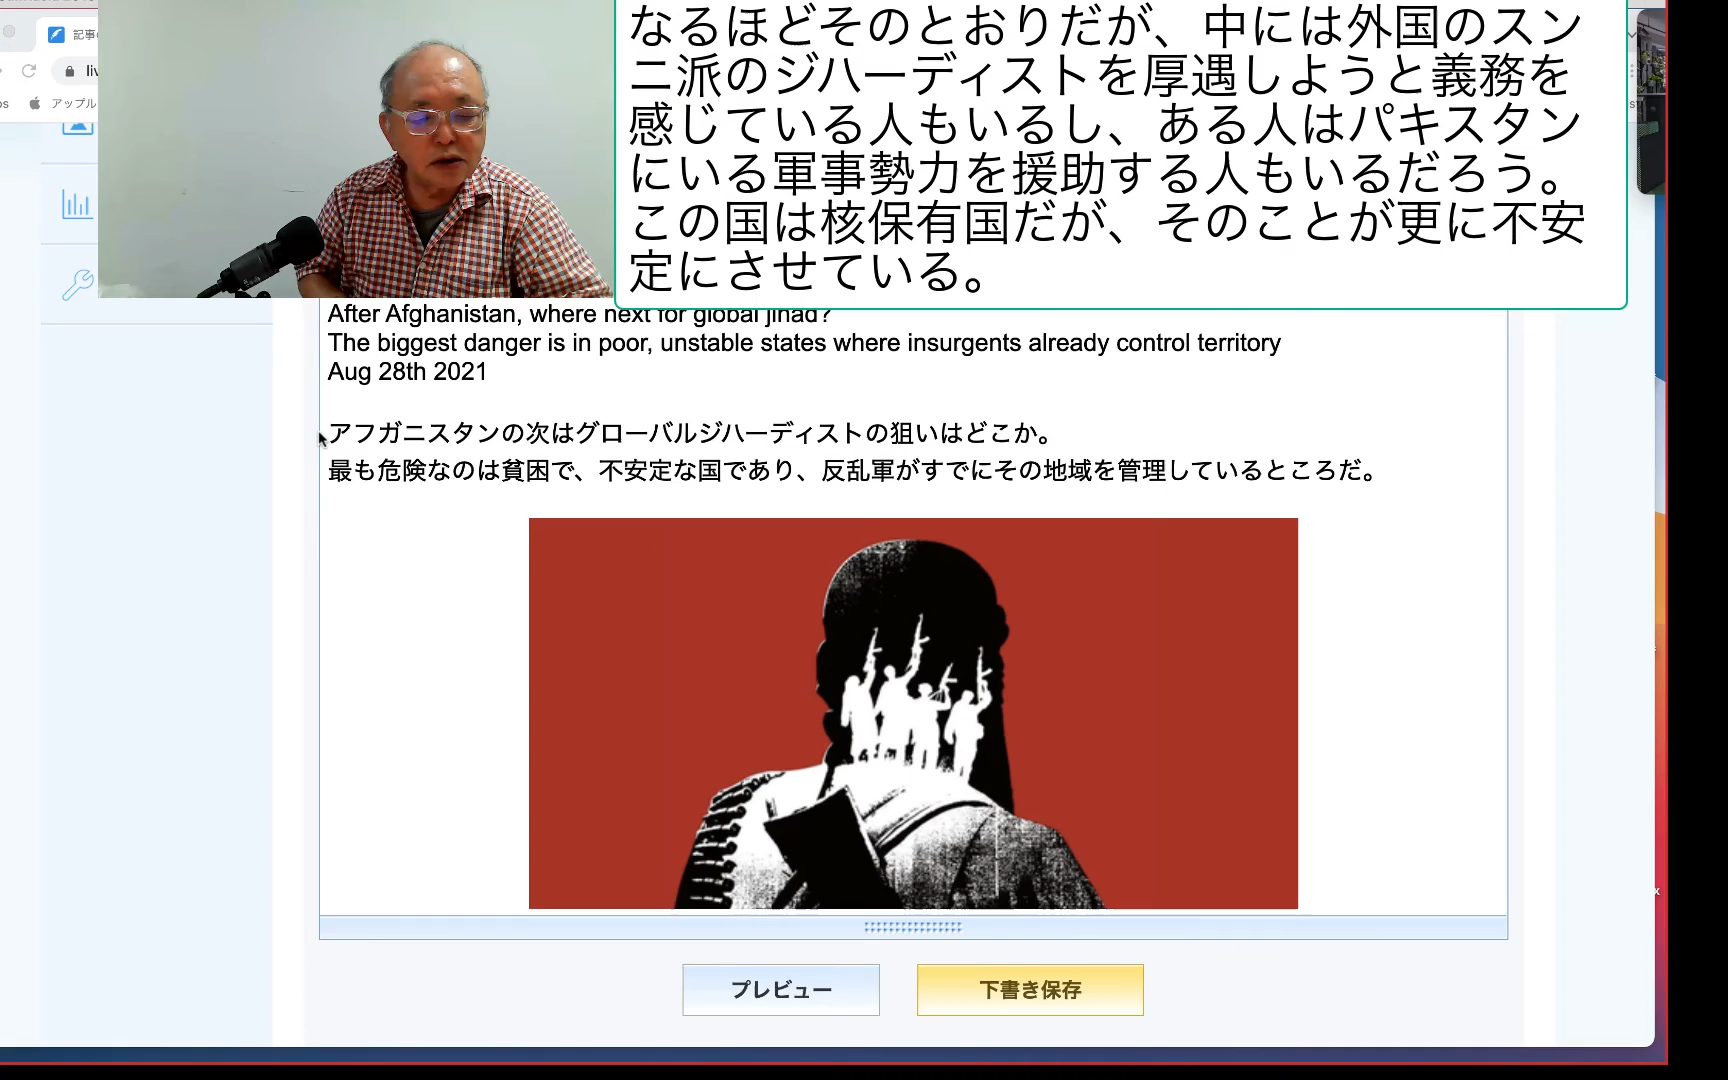 なるほどそのとおりだが、中には外国のスン
ニ派のジハーディストを厚遇しようと義務を
感じている人もいるし、ある人はパキスタン
にいる軍事勢力を援助する人もいるだろう。
この国は核保有国だが、そのことが更に不安
定にさせている。
記事
liv
アップル
After Afghanistan, where next for global jihad?
The biggest danger is in poor, unstable states where insurgents already control territory
Aug 28th 2021
アフガニスタンの次はグローバルジハーディストの狙いはどこか。
最も危険なのは貧困で、不安定な国であり、反乱軍がすでにその地域を管理しているところだ。
プレビュー
下書き保存